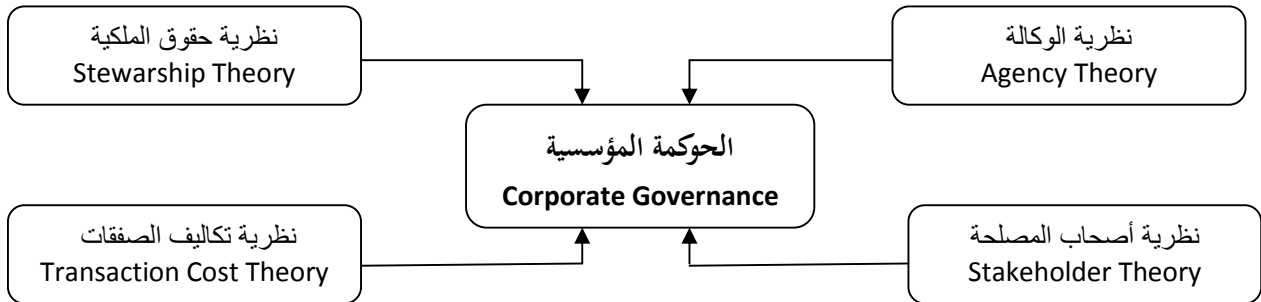 نظرية الوكالة
Agency Theory
نظرية حقوق الملكية
Stewarship Theory
الحوكمة المؤسسية
Corporate Governance
نظرية أصحاب المصلحة
Stakeholder Theory
نظرية تكاليف الصفقات
Transaction Cost Theory